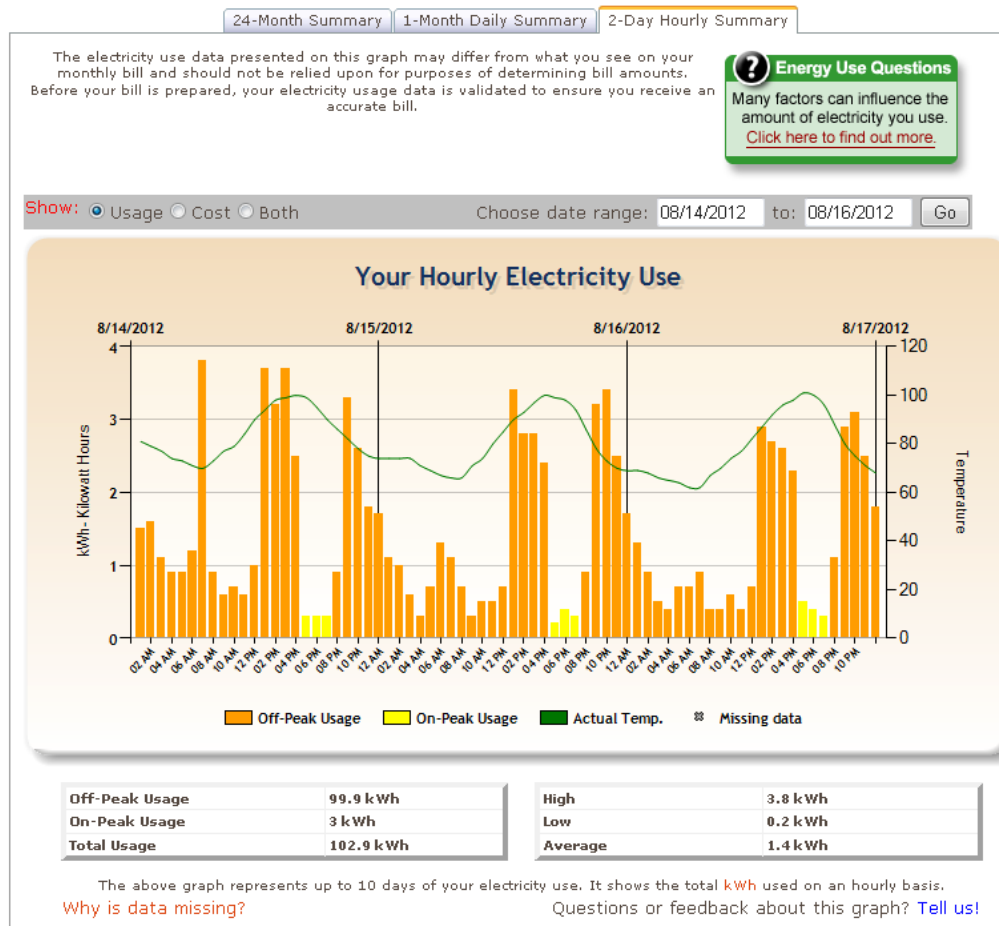 24-Month Summary 1-Month Daily Summary 2-Day Hourly Summary
The electricity use data presented on this graph may differ from what you see on your
monthly bill and should not be relied upon for purposes of determining bill amounts.
Before your bill is prepared, your electricity usage data is validated to ensure you receive an
accurate bill.
? Energy Use Questions
Many factors can influence the
amount of electricity you use.
Click here to find out more.
Show: Usage Cost Both Choose date range: 08/14/2012 to: 08/16/2012 Go
Your Hourly Electricity Use
8/14/2012 8/15/2012 8/16/2012 8/17/2012
4 120
100
3
80
2 60
40
1
20
0 0
kWh- Kilowatt Hours
Temperature
02 AM 04 AM 06 AM 08 AM 10 AM 12 PM 02 PM 04 PM 06 PM 08 PM 10 PM 12 AM 02 AM 04 AM 06 AM 08 AM 10 AM 12 PM 02 PM 04 PM 06 PM 08 PM 10 PM 12 AM 02 AM 04 AM 06 AM 08 AM 10 AM 12 PM 02 PM 04 PM 06 PM 08 PM 10 PM
Off-Peak Usage On-Peak Usage Actual Temp. Missing data
Off-Peak Usage 99.9 kWh High 3.8 kWh
On-Peak Usage 3 kWh Low 0.2 kWh
Total Usage 102.9 kWh Average 1.4 kWh
The above graph represents up to 10 days of your electricity use. It shows the total kWh used on an hourly basis.
Why is data missing? Questions or feedback about this graph? Tell us!